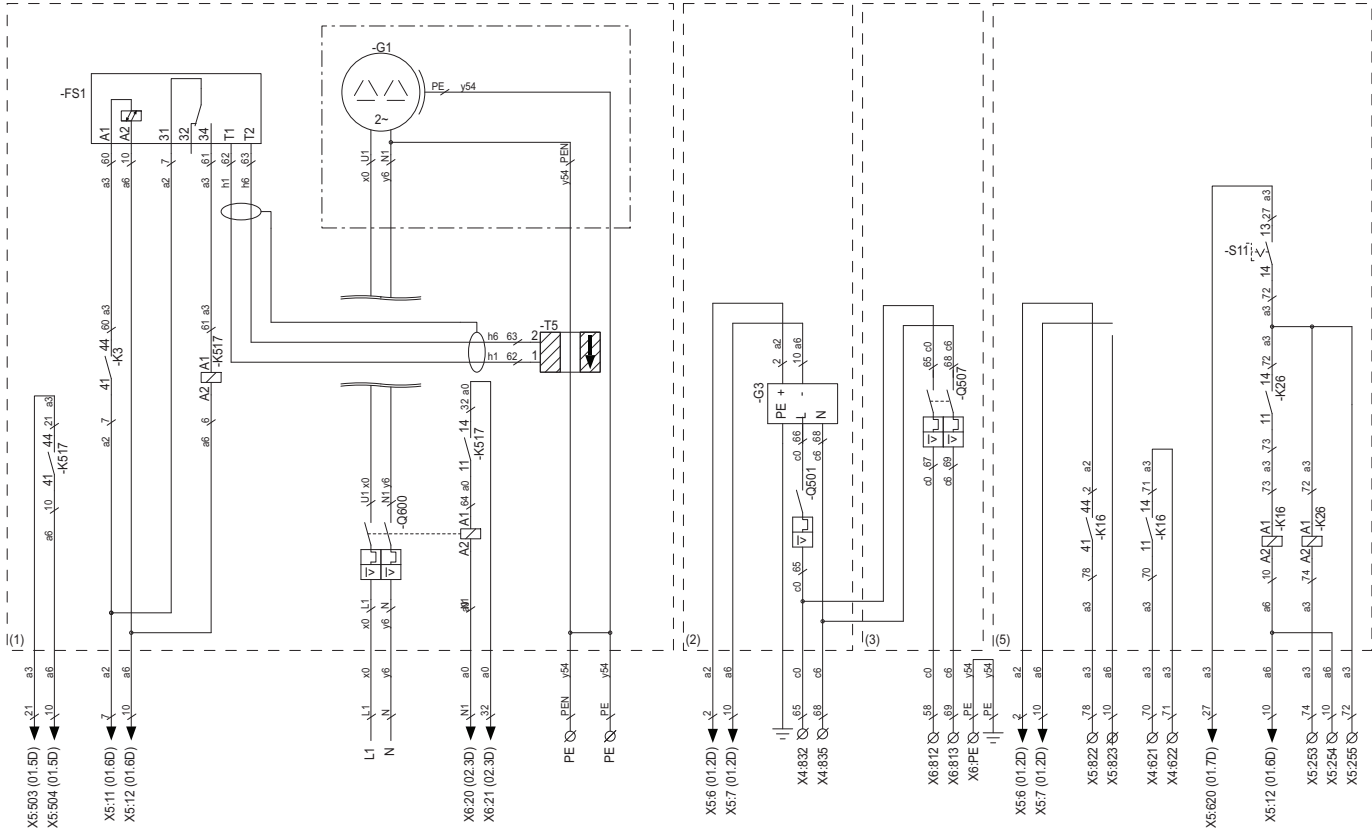 -FS1
A1
A2
31
32
34
T1
T2
60
10
7
61
62
63
a3
a6
a2
a3
h1
h6
-G1
2~
PE
y54
U1
N1
x0
y6
PEN
y54
60 a3
44
-K3
41
7
a2
61 a3
A1
-K517
A2
6
a6
a3
21
44
-K517
41
10
a6
-T5
h6 63 2
h1 62 1
a0
32
14
-K517
11
64 a0
A1
A2
U1 x0
N1 y6
-Q600
I>
I>
L1
N
x0
y6
N1
a0
(1)
a3
a6
a2
a6
x0
y6
a0
a0
y54
y54
21
10
7
10
L1
N
N1
32
PEN
PE
X5:503 (01.5D)
X5:504 (01.5D)
X5:11 (01.6D)
X5:12 (01.6D)
L1
N
X6:20 (02.3D)
X6:21 (02.3D)
PE
PE
a2
a6
2
10
-G3
+
-
PE
L
N
66
68
c0
c6
-Q501
I>
65
c0
(2)
a2
a6
c0
c6
2
10
65
68
X5:6 (01.2D)
X5:7 (01.2D)
X4:832
X4:835
c0
c6
65
68
-Q507
I>
I>
67
69
c0
c6
(3)
c0
c6
y54
y54
58
69
PE
PE
X6:812
X6:813
X6:PE
a2
2
44
-K16
41
78
a3
a3
71
14
-K16
11
70
a3
a3
27
13
-S11
14
72
a3
a3
72
14
-K26
11
73
a3
73
A1
-K16
A2
10
a6
a3
72
A1
-K26
A2
74
a3
(5)
a2
a6
a3
a6
a3
a3
a3
a6
a3
a6
a3
2
10
78
10
70
71
27
10
74
10
72
X5:6 (01.2D)
X5:7 (01.2D)
X5:822
X5:823
X4:621
X4:622
X5:620 (01.7D)
X5:12 (01.6D)
X5:253
X5:254
X5:255